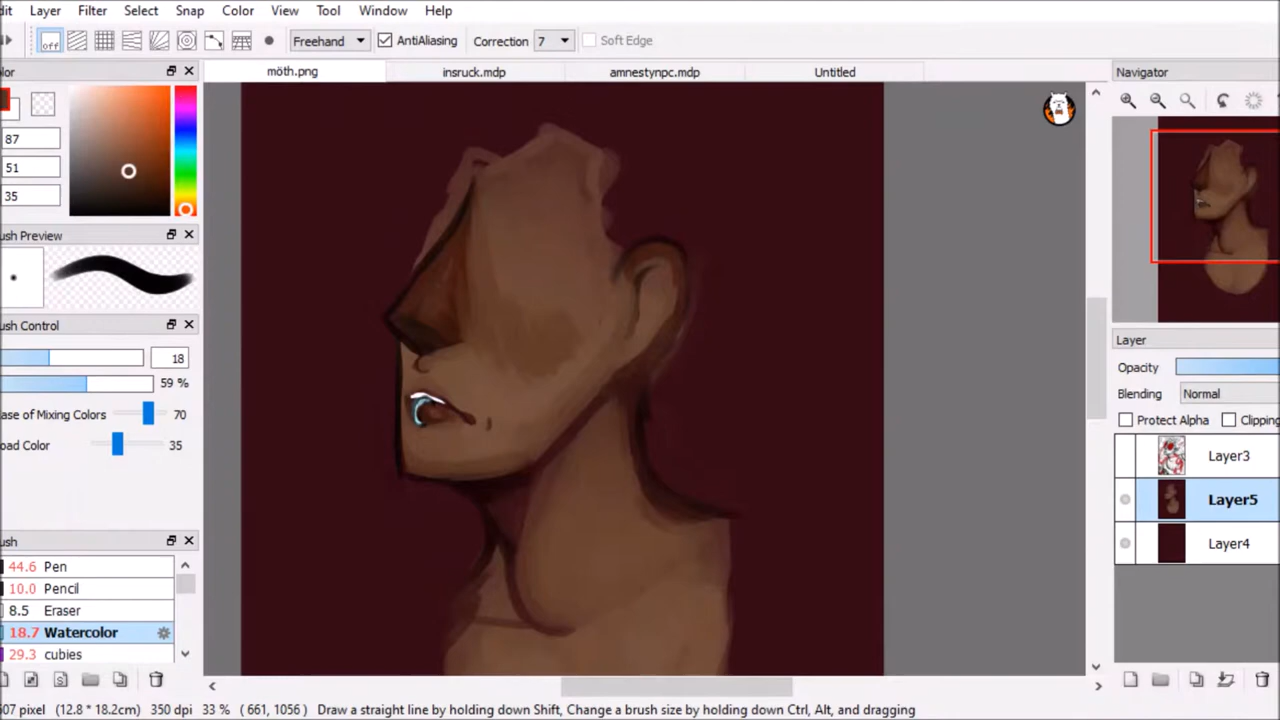 dit Layer Filter Select Snap Color View Tool Window Help
off Freehand AntiAliasing Correction 7 Soft Edge
olor
möth.png insruck.mdp amnestynpc.mdp Untitled
Navigator
87
51
35
ush Preview
ush Control
18
59 %
ase of Mixing Colors 70
oad Color 35
Layer
Opacity
Blending Normal
Protect Alpha Clipping
Layer3
Layer5
Layer4
ush
44.6 Pen
10.0 Pencil
8.5 Eraser
18.7 Watercolor
29.3 cubies
607 pixel (12.8 * 18.2cm) 350 dpi 33 % ( 661, 1056 ) Draw a straight line by holding down Shift, Change a brush size by holding down Ctrl, Alt, and dragging